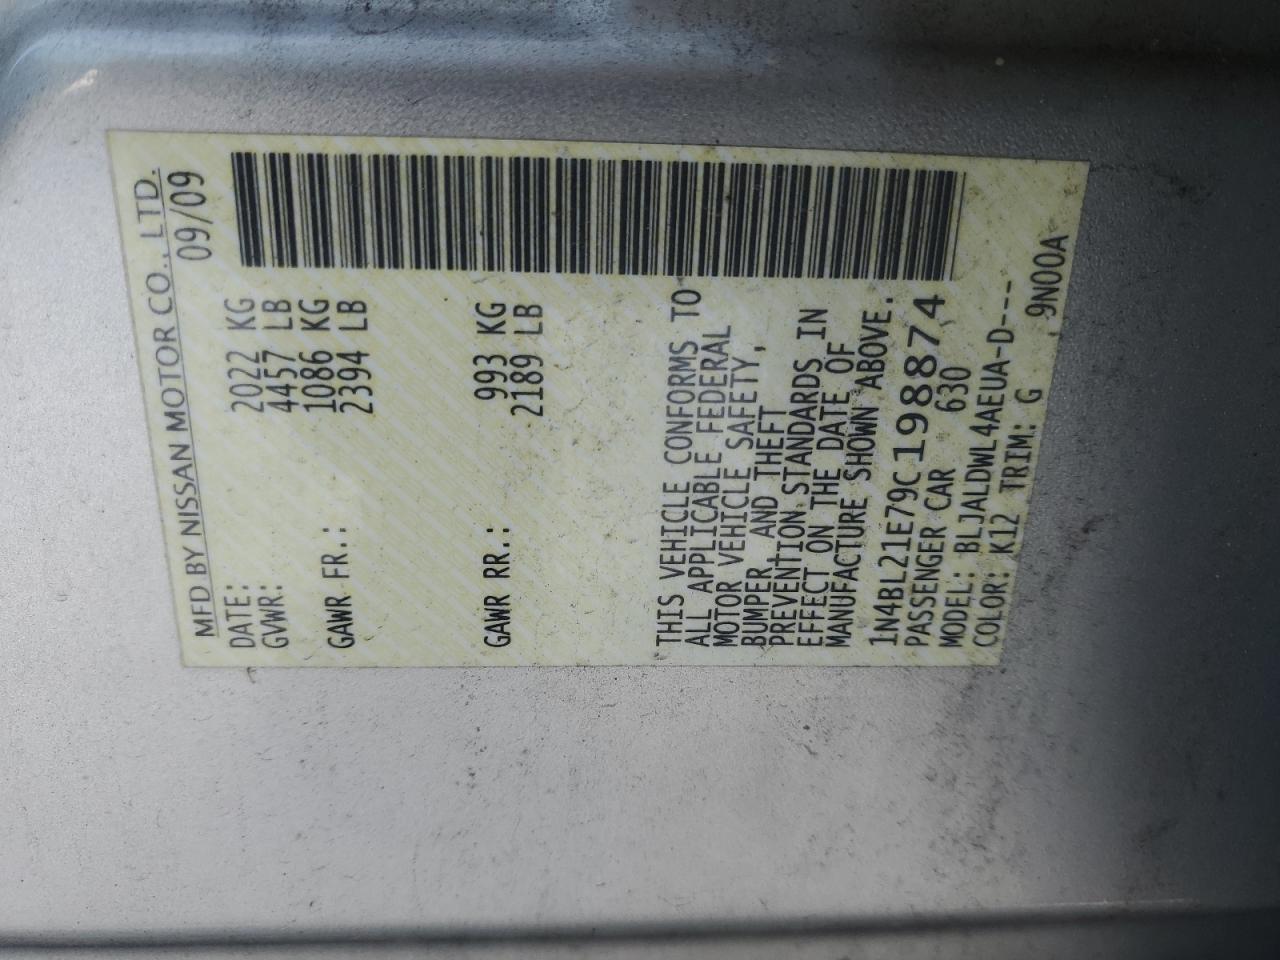 MFD BY NISSAN MOTOR CO., LTD.
DATE: 09/09
GVWR: 2022 KG
4457 LB
GAWR FR.: 1086 KG
2394 LB
GAWR RR.: 993 KG
2189 LB
THIS VEHICLE CONFORMS TO
ALL APPLICABLE FEDERAL
MOTOR VEHICLE SAFETY,
BUMPER, AND THEFT
PREVENTION STANDARDS IN
EFFECT ON THE DATE OF
MANUFACTURE SHOWN ABOVE.
1N4BL21E79C198874
PASSENGER CAR 630
MODEL: BLJALDWL4AEUA-D---
COLOR: K12 TRIM: G 9N00A